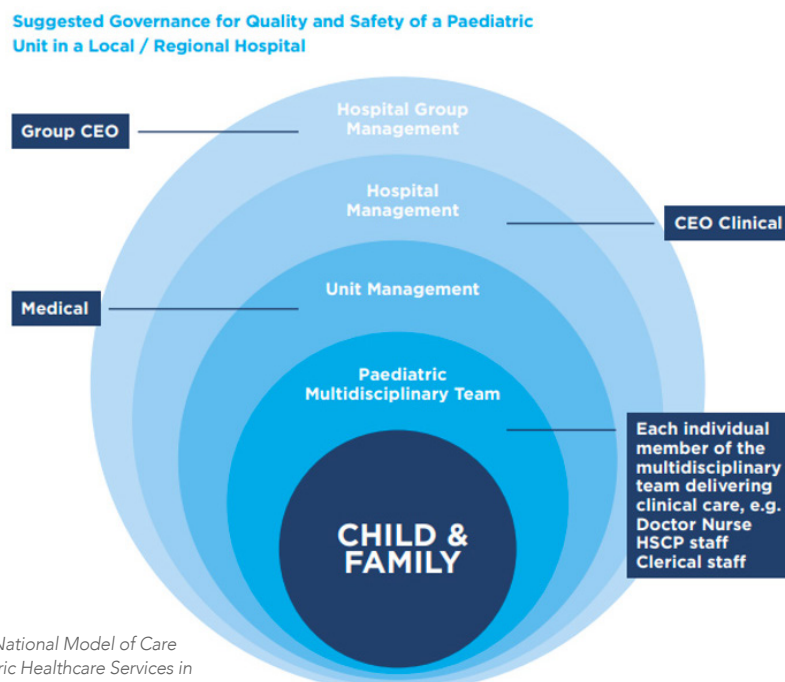 Suggested Governance for Quality and Safety of a Paediatric
Unit in a Local / Regional Hospital
Hospital Group
Management
Group CEO
Hospital
Management
CEO Clinical
Unit Management
Medical
Paediatric
Multidisciplinary Team
Each individual
member of the
multidisciplinary
team delivering
clinical care, e.g.
Doctor Nurse
HSCP staff
Clerical staff
CHILD &
FAMILY
National Model of Care
ric Healthcare Services in